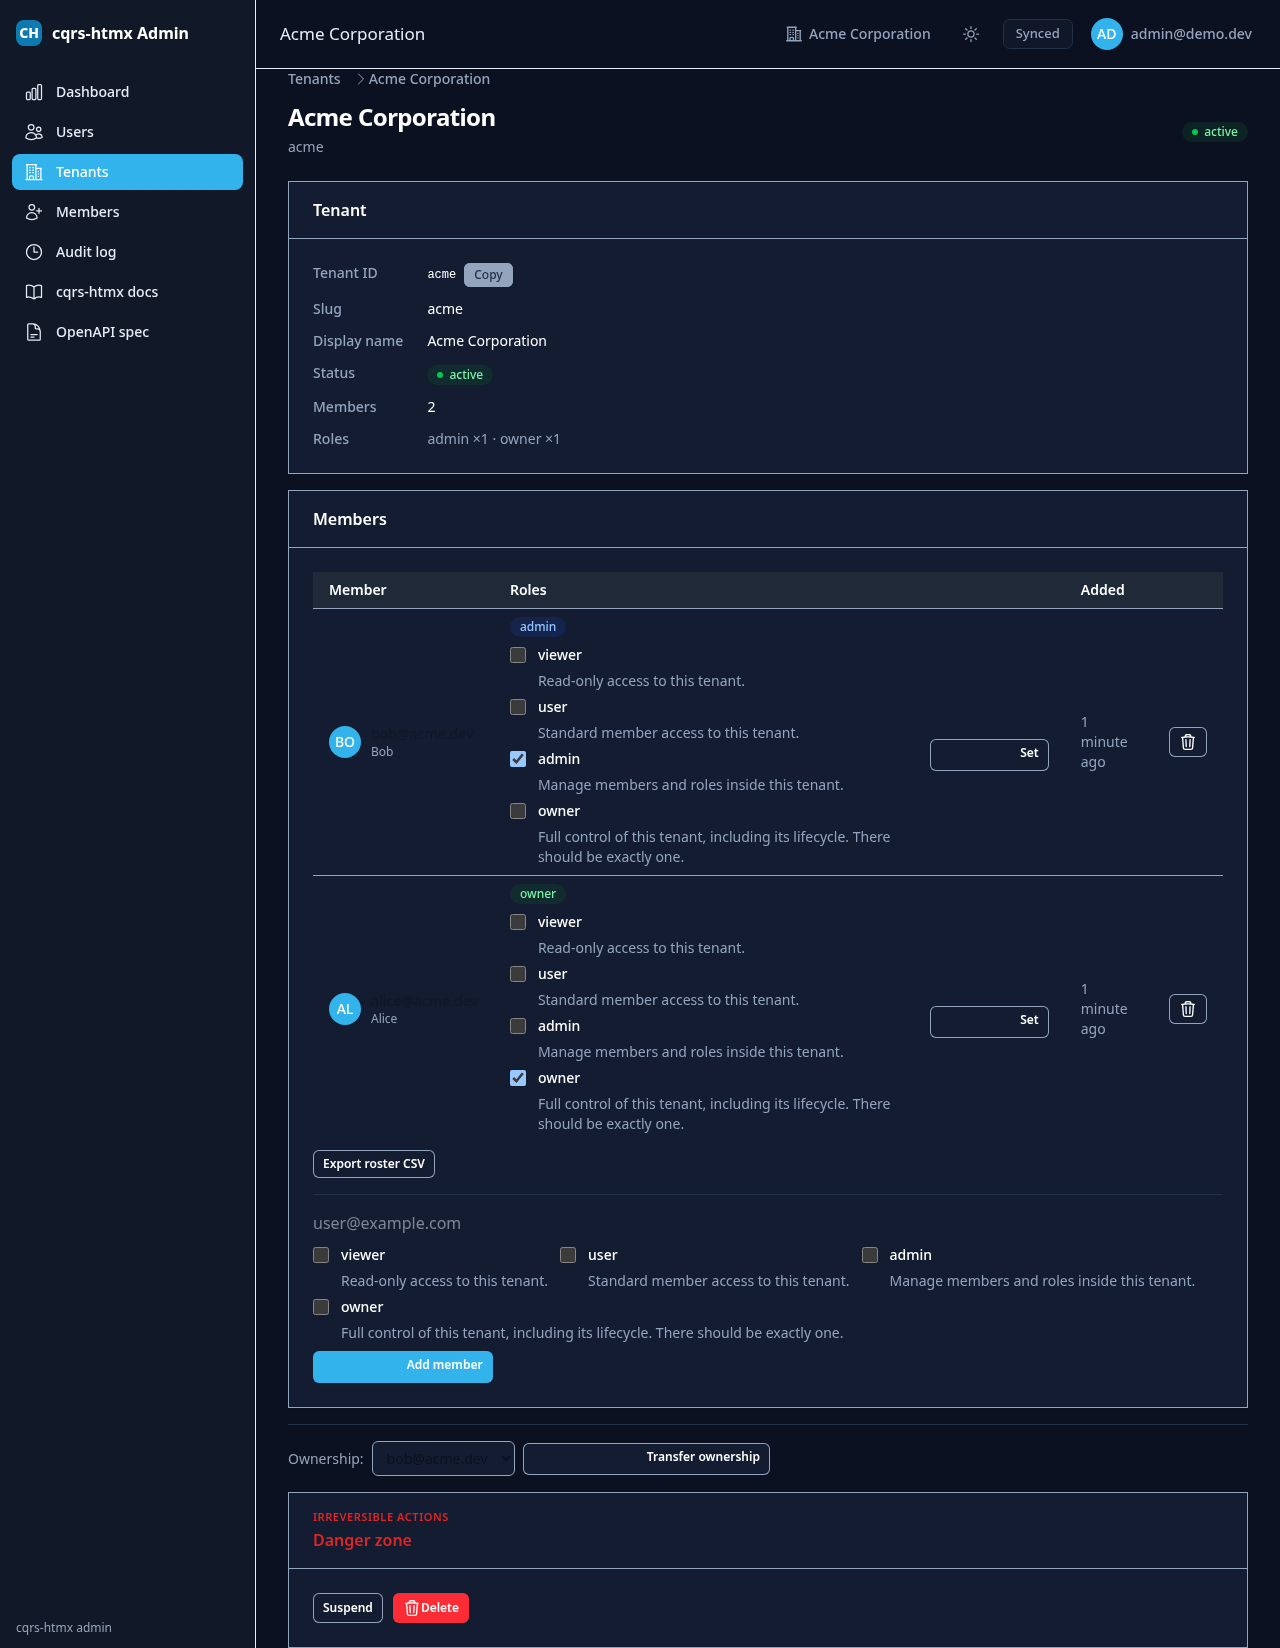 CH cqrs-htmx Admin
Dashboard
Users
Tenants
Members
Audit log
cqrs-htmx docs
OpenAPI spec
cqrs-htmx admin
Acme Corporation
Acme Corporation
Synced
AD admin@demo.dev
Tenants > Acme Corporation
Acme Corporation
acme
active
Tenant
Tenant ID acme Copy
Slug acme
Display name Acme Corporation
Status active
Members 2
Roles admin ×1 · owner ×1
Members
Member Roles Added
admin
viewer
Read-only access to this tenant.
user
Standard member access to this tenant.
admin
Manage members and roles inside this tenant.
owner
Full control of this tenant, including its lifecycle. There
should be exactly one.
BO bob@acme.dev
Bob
Set
1
minute
ago
owner
viewer
Read-only access to this tenant.
user
Standard member access to this tenant.
admin
Manage members and roles inside this tenant.
owner
Full control of this tenant, including its lifecycle. There
should be exactly one.
AL alice@acme.dev
Alice
Set
1
minute
ago
Export roster CSV
user@example.com
viewer
Read-only access to this tenant.
user
Standard member access to this tenant.
admin
Manage members and roles inside this tenant.
owner
Full control of this tenant, including its lifecycle. There should be exactly one.
Add member
Ownership: bob@acme.dev Transfer ownership
IRREVERSIBLE ACTIONS
Danger zone
Suspend Delete